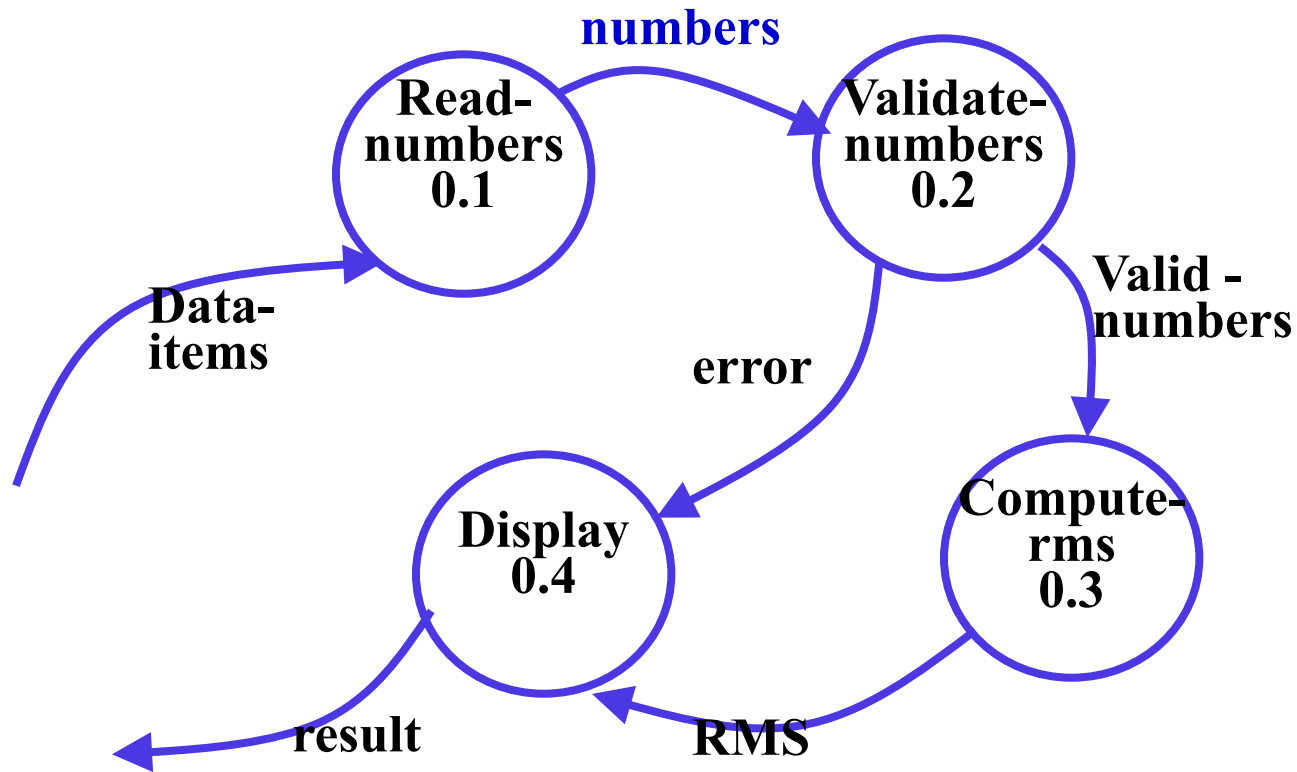 numbers
Read-
numbers
0.1
Validate-
numbers
0.2
Data-
items
Valid -
numbers
error
Display
0.4
Compute-
rms
0.3
result
RMS